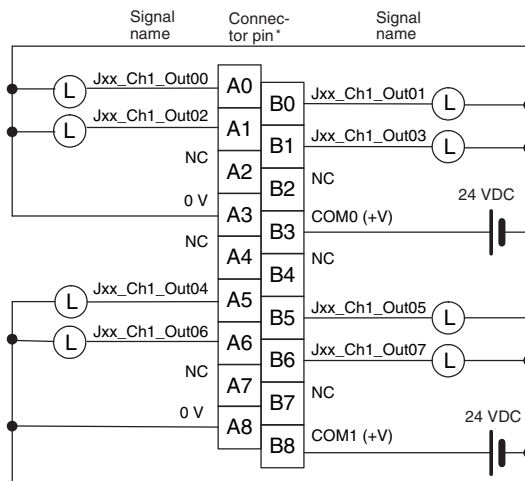 Signal name
Connec-tor pin*
Signal name
Jxx_Ch1_Out00
A0
B0
Jxx_Ch1_Out01
L
L
Jxx_Ch1_Out02
A1
B1
Jxx_Ch1_Out03
L
L
NC
A2
B2
NC
0 V
A3
B3
COM0 (+V)
24 VDC
NC
A4
B4
NC
Jxx_Ch1_Out04
A5
B5
Jxx_Ch1_Out05
L
L
Jxx_Ch1_Out06
A6
B6
Jxx_Ch1_Out07
L
L
NC
A7
B7
NC
0 V
A8
B8
COM1 (+V)
24 VDC